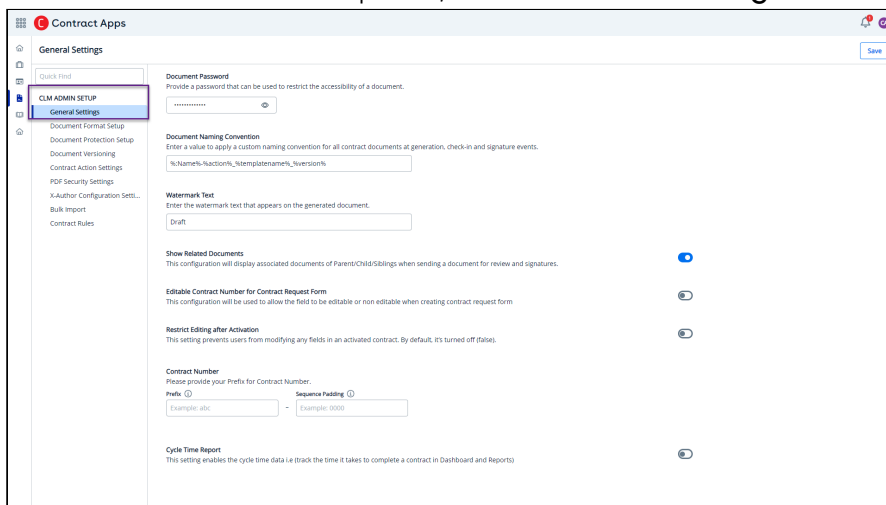 Contract Apps
General Settings
Save
Quick Find
CLM ADMIN SETUP
General Settings
Document Format Setup
Document Protection Setup
Document Versioning
Contract Action Settings
PDF Security Settings
X-Author Configuration Setti...
Bulk Import
Contract Rules
Document Password
Provide a password that can be used to restrict the accessibility of a document.
Document Naming Convention
Enter a value to apply a custom naming convention for all contract documents at generation, check-in and signature events.
%:Name%-%action%_%templatename%_%version%
Watermark Text
Enter the watermark text that appears on the generated document.
Draft
Show Related Documents
This configuration will display associated documents of Parent/Child/Siblings when sending a document for review and signatures.
Editable Contract Number for Contract Request Form
This configuration will be used to allow the field to be editable or non editable when creating contract request form
Restrict Editing after Activation
This setting prevents users from modifying any fields in an activated contract. By default, it's turned off (false).
Contract Number
Please provide your Prefix for Contract Number.
Prefix Sequence Padding
Example: abc - Example: 0000
Cycle Time Report
This setting enables the cycle time data i.e (track the time it takes to complete a contract in Dashboard and Reports)